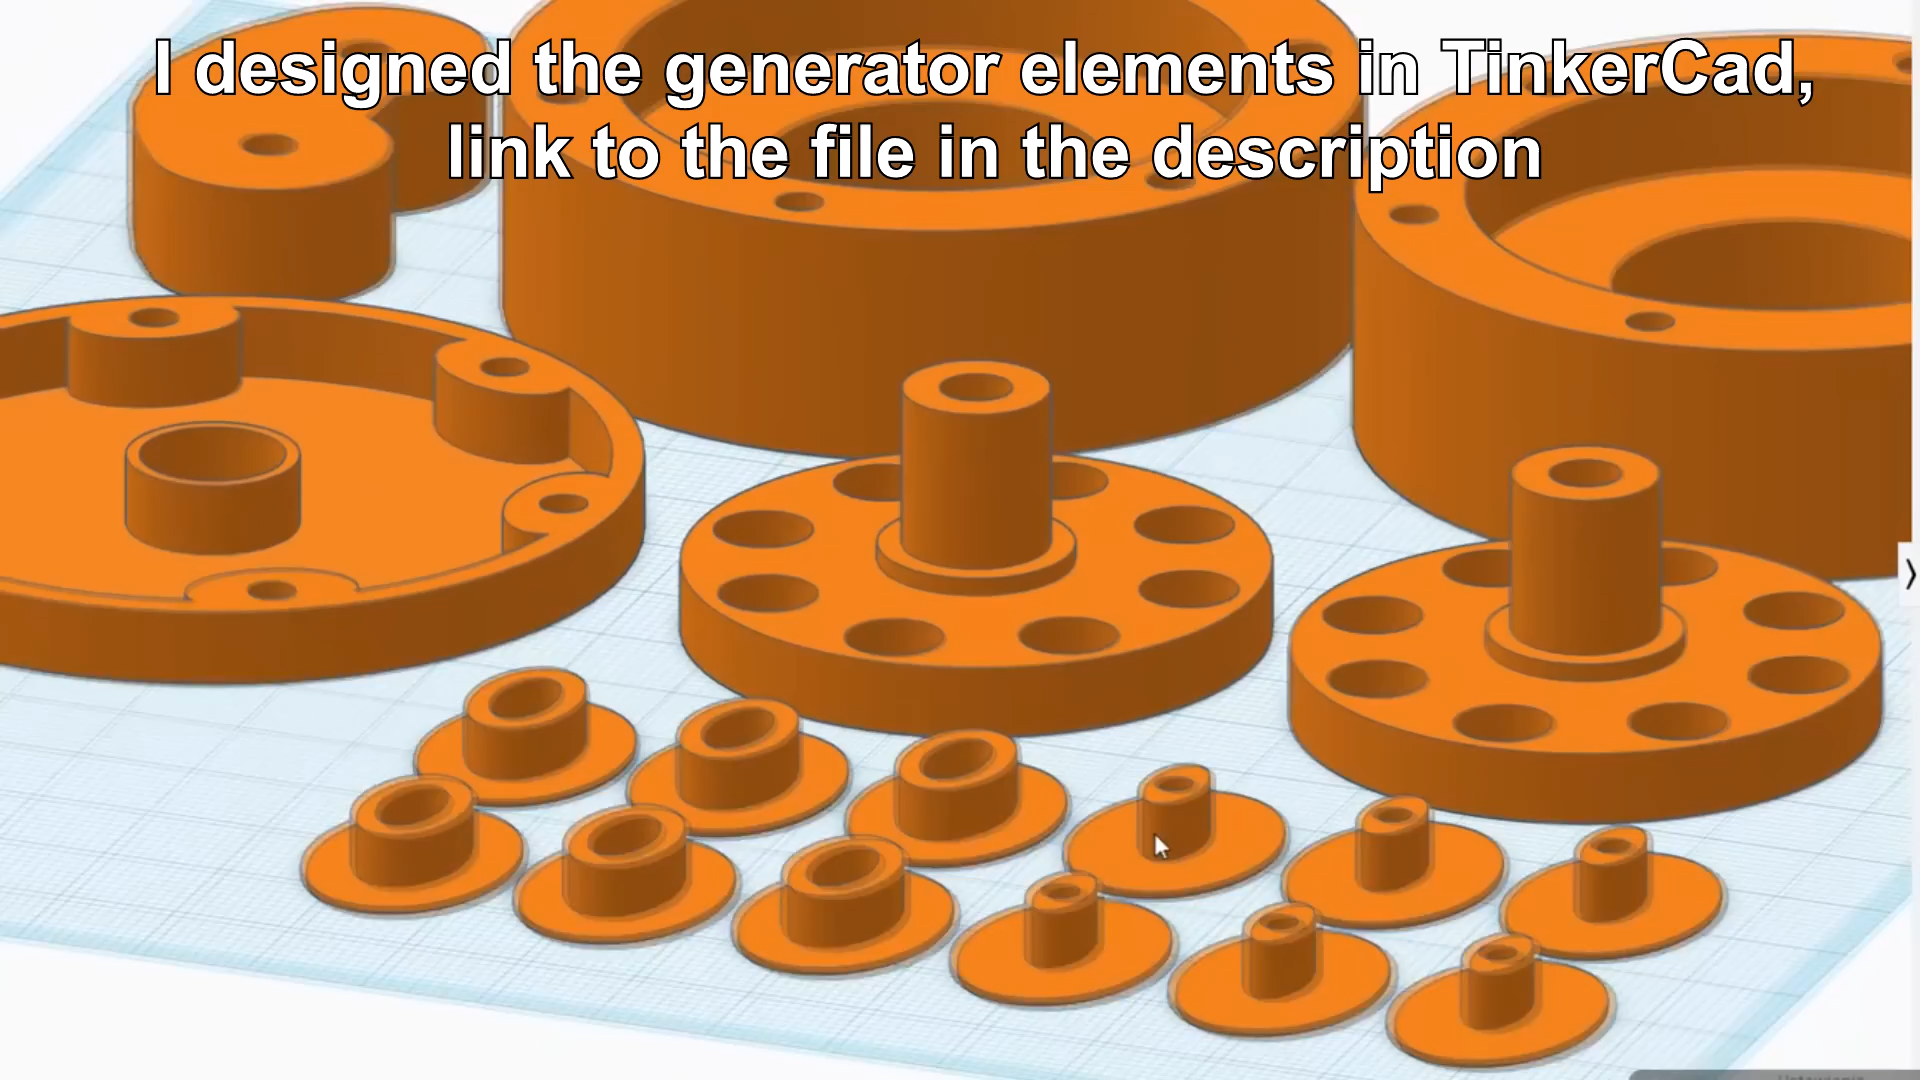 I designed the generator elements in TinkerCad,
link to the file in the description